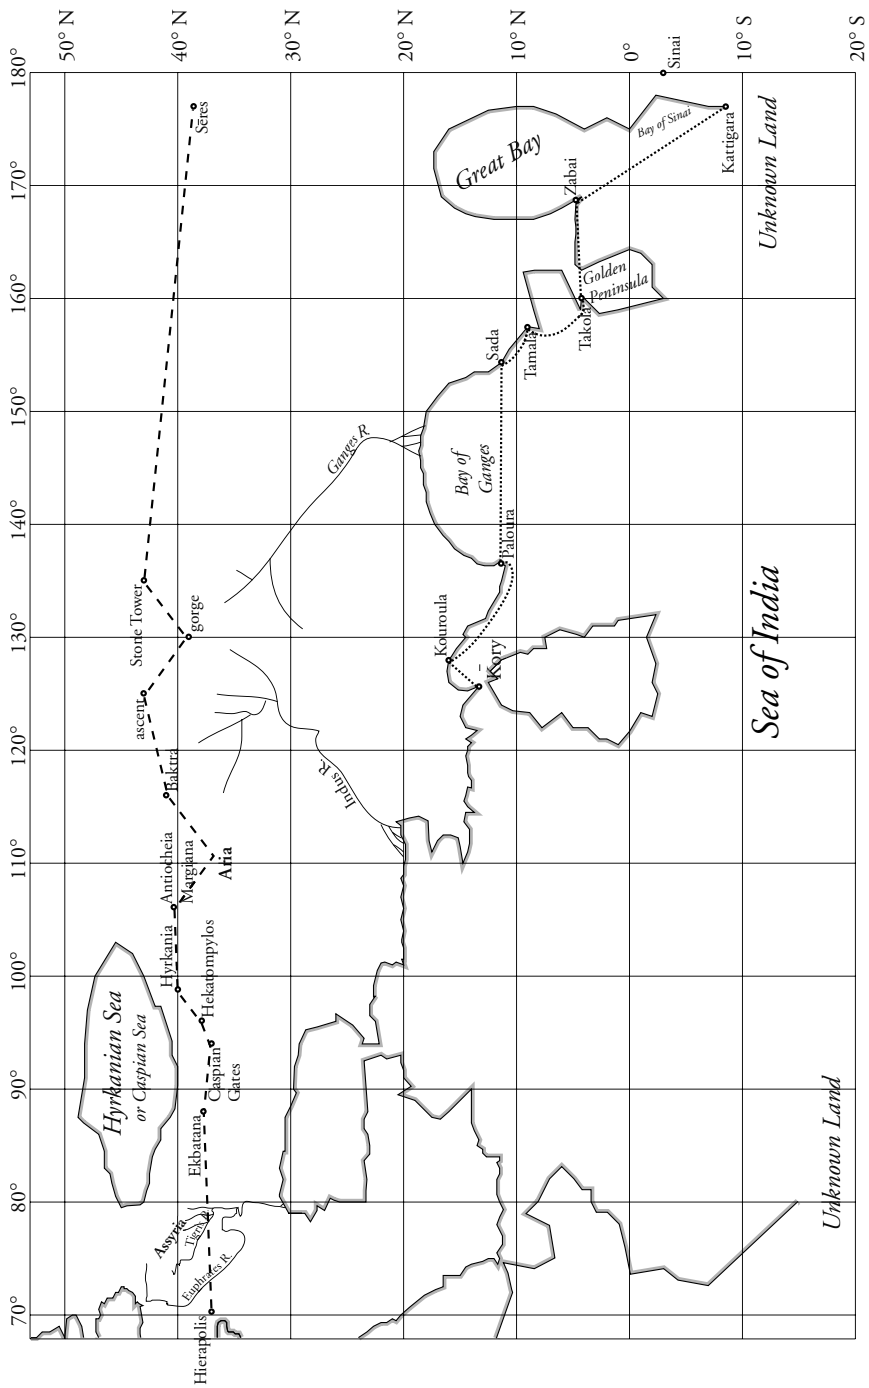 50° N
40° N
30° N
20° N
10° N
0°
10° S
20° S
180°
170°
160°
150°
140°
130°
120°
110°
100°
90°
80°
70°
Sēres
Stone Tower
gorge
ascent
Baktra
Aria
Antiocheia
Margiana
Hyrkania
Hekatompylos
Caspian
Gates
Ekbatana
Assyria
Tigris R.
Euphrates R.
Hierapolis
Hyrkanian Sea
or Caspian Sea
Indus R.
Ganges R
Bay of
Ganges
Sada
Tamala
Takola
Golden
Peninsula
Zabai
Great Bay
Bay of Sinai
Sinai
Kattigara
Paloura
Kouroula
Kory
Sea of India
Unknown Land
Unknown Land